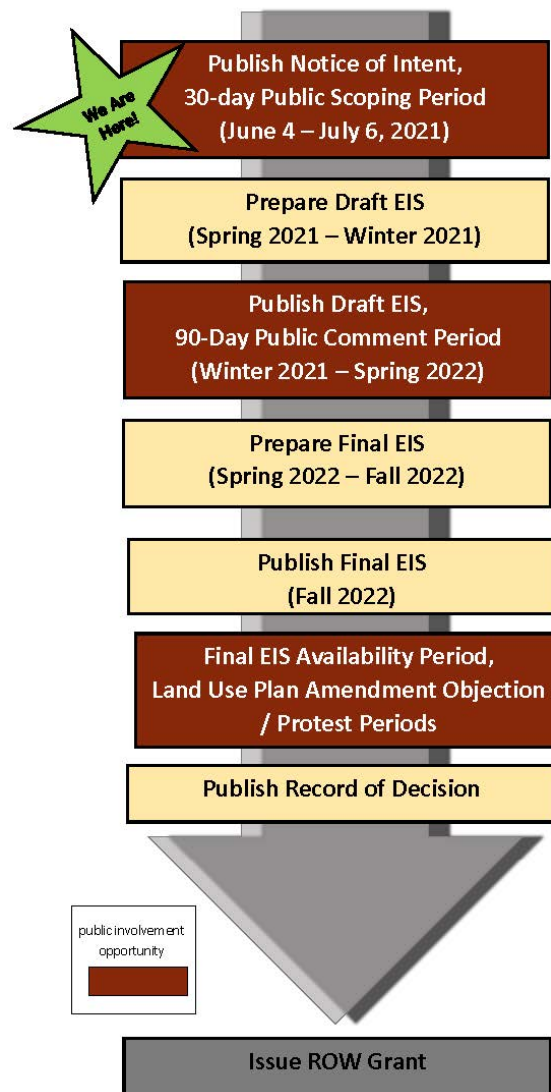 We Are
Here!
Publish Notice of Intent,
30-day Public Scoping Period
(June 4 – July 6, 2021)
Prepare Draft EIS
(Spring 2021 – Winter 2021)
Publish Draft EIS,
90-Day Public Comment Period
(Winter 2021 – Spring 2022)
Prepare Final EIS
(Spring 2022 – Fall 2022)
Publish Final EIS
(Fall 2022)
Final EIS Availability Period,
Land Use Plan Amendment Objection
/ Protest Periods
Publish Record of Decision
public involvement
opportunity
Issue ROW Grant